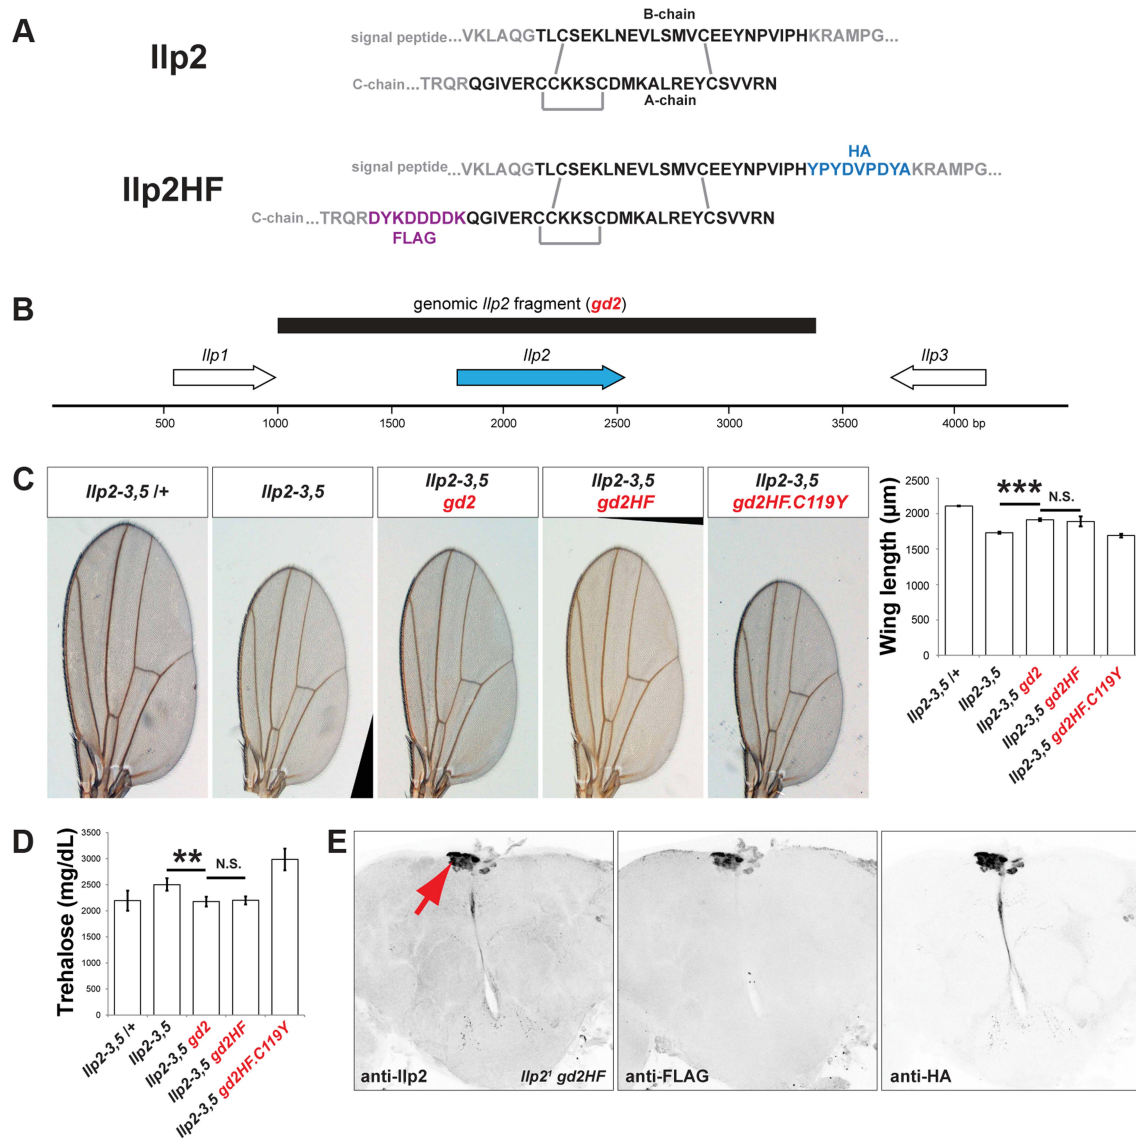 A
Ilp2
B-chain
signal peptide...VKLAQGTLCSEKLNEVLSMVCEEYNPVIPHKRAMPG...
C-chain...TRQRQGIVERCCKKSCDMKALREYCSVVRN
A-chain
Ilp2HF
HA
signal peptide...VKLAQGTLCSEKLNEVLSMVCEEYNPVIPHYPYDVPDYAKRAMPG...
C-chain...TRQRDYKDDDDKQGIVERCCKKSCDMKALREYCSVVRN
FLAG
B
genomic Ilp2 fragment (gd2)
Ilp1
Ilp2
Ilp3
500 1000 1500 2000 2500 3000 3500 4000 bp
C
Ilp2-3,5 /+
Ilp2-3,5
Ilp2-3,5
gd2
Ilp2-3,5
gd2HF
Ilp2-3,5
gd2HF.C119Y
Wing length (µm)
2500
2000
1500
1000
500
0
***
N.S.
Ilp2-3,5 /+
Ilp2-3,5
Ilp2-3,5 gd2
Ilp2-3,5 gd2HF
Ilp2-3,5 gd2HF.C119Y
D
Trehalose (mg/dL)
3500
3000
2500
2000
1500
1000
500
0
**
N.S.
Ilp2-3,5 /+
Ilp2-3,5
Ilp2-3,5 gd2
Ilp2-3,5 gd2HF
Ilp2-3,5 gd2HF.C119Y
E
anti-Ilp2
Ilp2¹ gd2HF
anti-FLAG
anti-HA